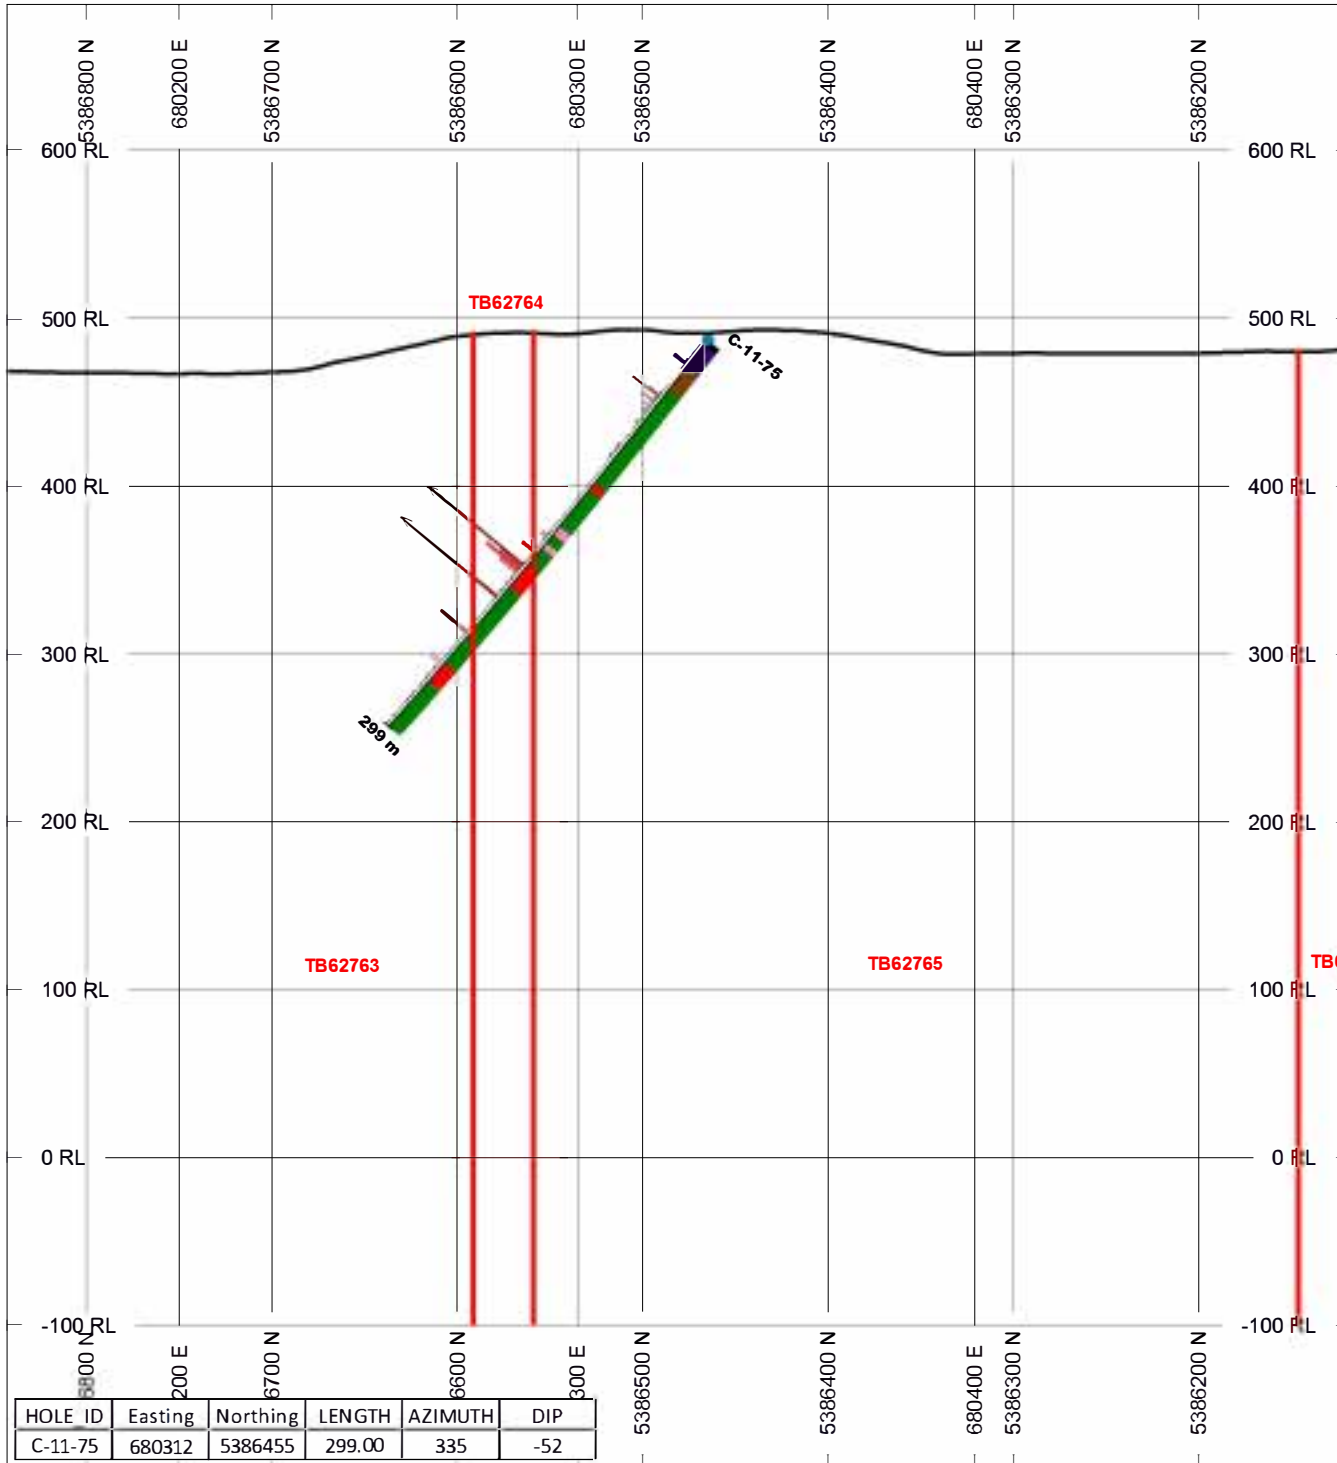 5386800 N
680200 E
5386700 N
5386600 N
680300 E
5386500 N
5386400 N
680400 E
5386300 N
5386200 N
600 RL
600 RL
TB62764
500 RL
500 RL
C-11-75
400 RL
400 RL
300 RL
300 RL
299 m
200 RL
200 RL
TB62763
TB62765
TB6
100 RL
100 RL
0 RL
0 RL
-100 RL
-100 RL
6800 N
200 E
6700 N
6600 N
300 E
5386500 N
5386400 N
680400 E
5386300 N
5386200 N
HOLE_ID Easting Northing LENGTH AZIMUTH DIP
C-11-75 680312 5386455 299.00 335 -52